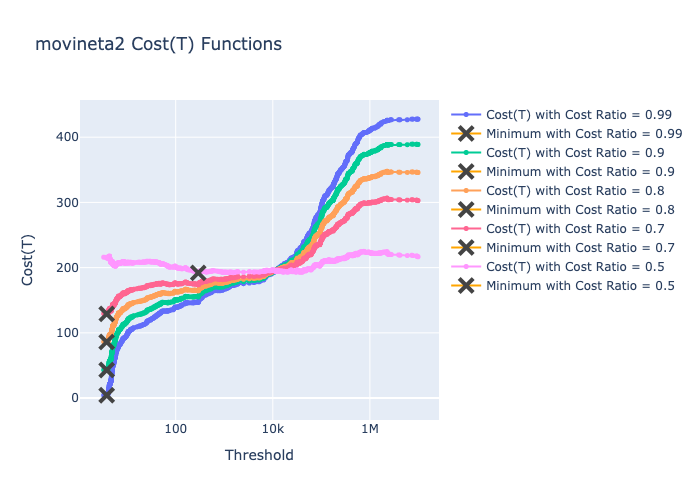 movineta2 Cost(T) Functions
Cost(T) with Cost Ratio = 0.99
Minimum with Cost Ratio = 0.99
Cost(T) with Cost Ratio = 0.9
Minimum with Cost Ratio = 0.9
Cost(T) with Cost Ratio = 0.8
Minimum with Cost Ratio = 0.8
Cost(T) with Cost Ratio = 0.7
Minimum with Cost Ratio = 0.7
Cost(T) with Cost Ratio = 0.5
Minimum with Cost Ratio = 0.5
400
300
200
100
0
Cost(T)
100
10k
1M
Threshold